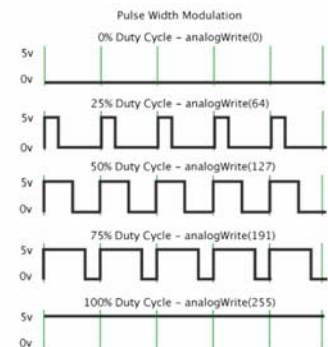 Pulse Width Modulation
0% Duty Cycle – analogWrite(0)
5v
0v
25% Duty Cycle – analogWrite(64)
5v
0v
50% Duty Cycle – analogWrite(127)
5v
0v
75% Duty Cycle – analogWrite(191)
5v
0v
100% Duty Cycle – analogWrite(255)
5v
0v